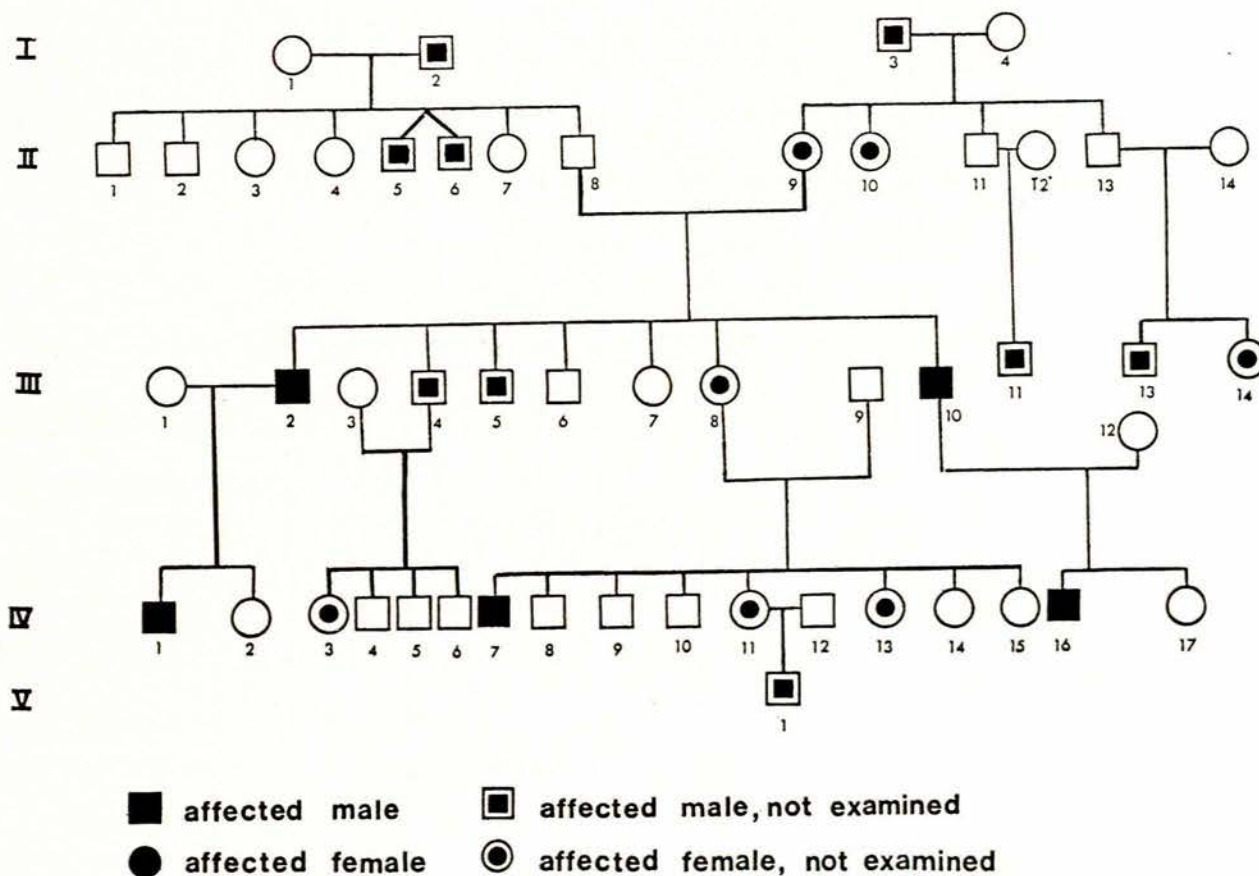 I
1 2 3 4
II
1 2 3 4 5 6 7 8 9 10 11 12 13 14
III
1 2 3 4 5 6 7 8 9 10 11 12 13 14
IV
1 2 3 4 5 6 7 8 9 10 11 12 13 14 15 16 17
V
1
affected male affected male, not examined
affected female affected female, not examined